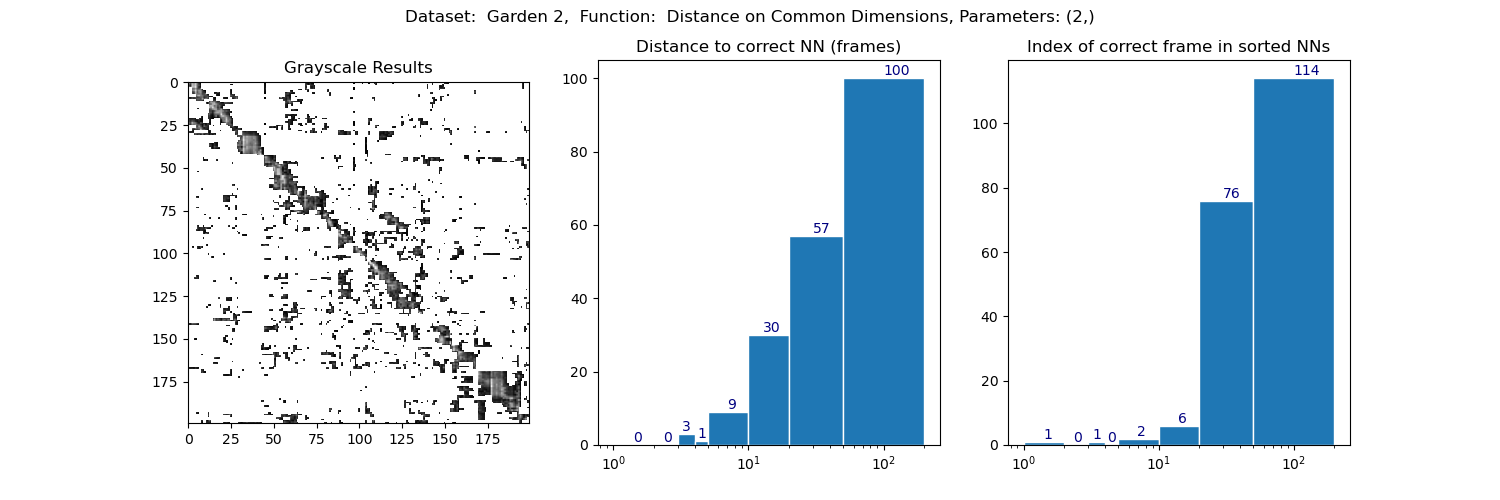 Dataset:  Garden 2,  Function:  Distance on Common Dimensions, Parameters: (2,)
Grayscale Results
0
25
50
75
100
125
150
175
0 25 50 75 100 125 150 175
Distance to correct NN (frames)
100
80
60
40
20
0
0 0 3 1 9 30 57 100
10^0 10^1 10^2
Index of correct frame in sorted NNs
100
80
60
40
20
0
1 0 1 0 2 6 76 114
10^0 10^1 10^2